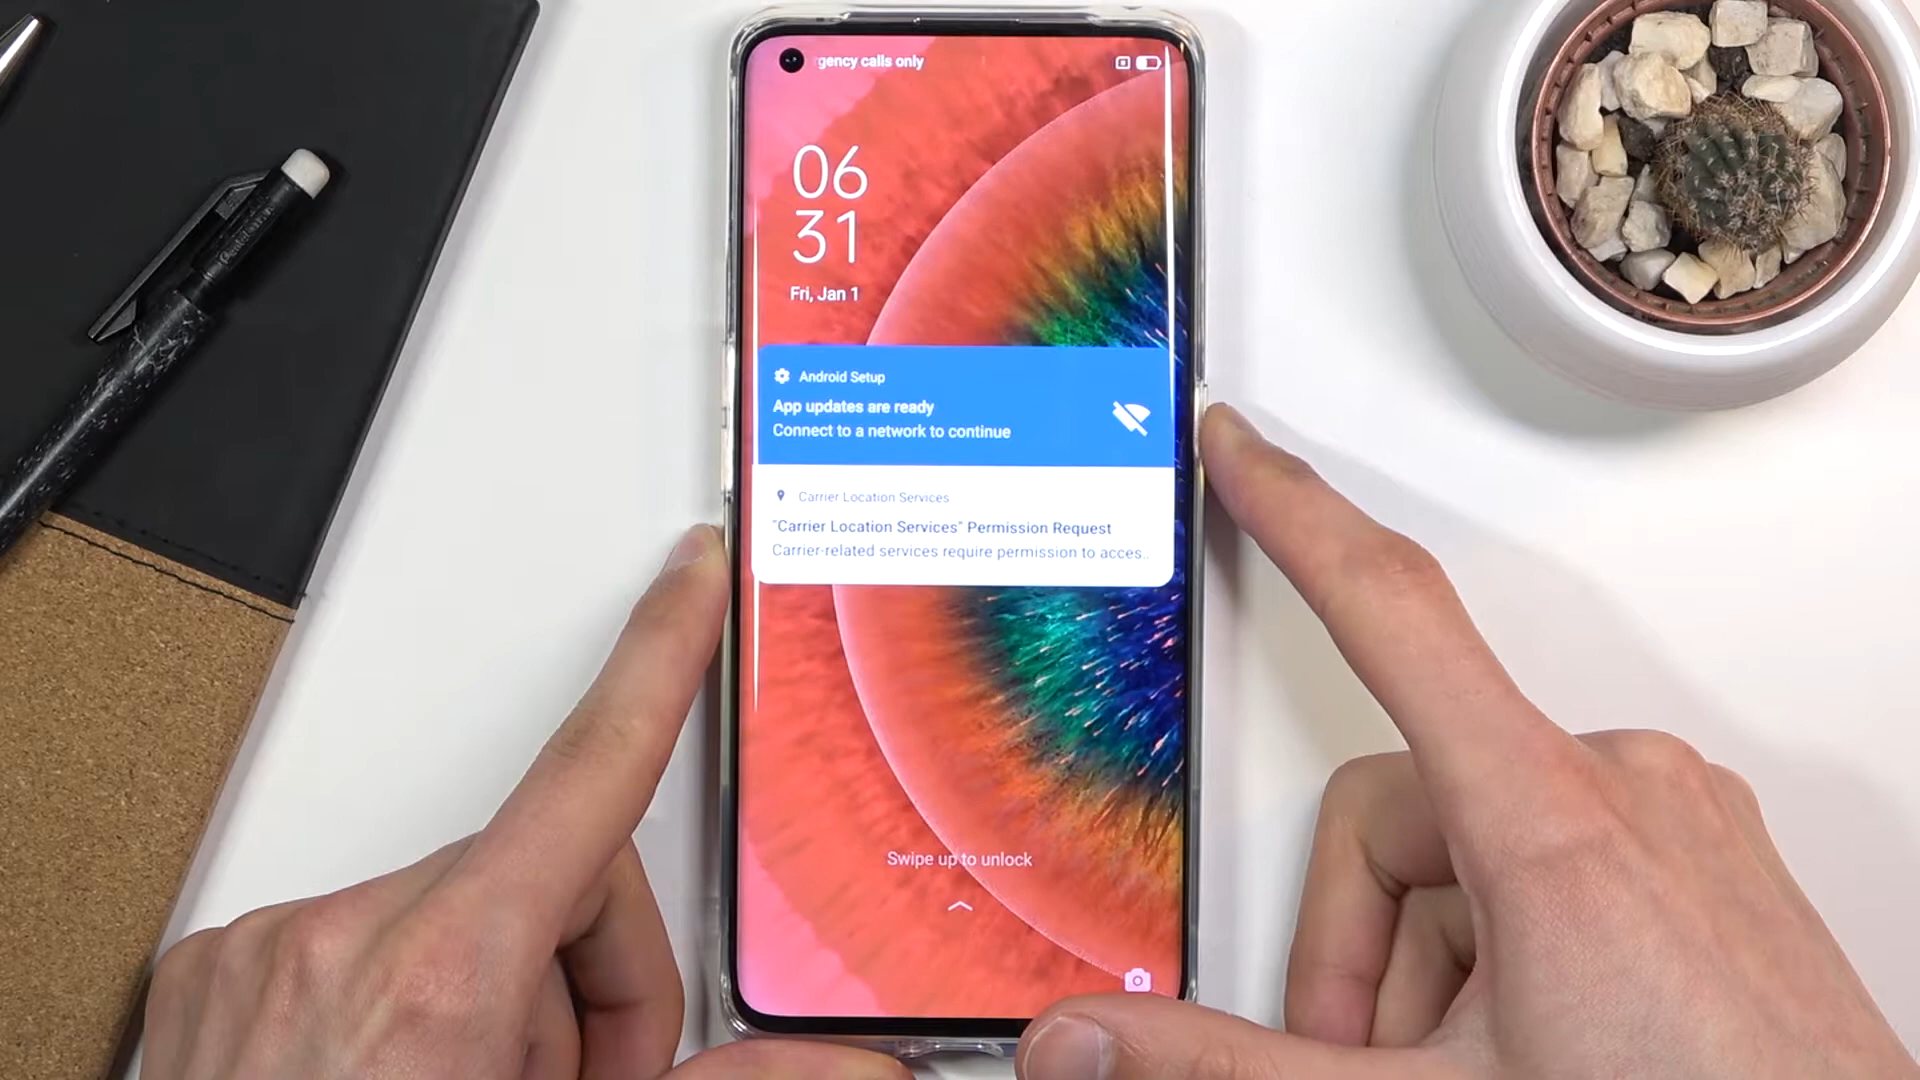 gency calls only
06
31
Fri, Jan 1
Android Setup
App updates are ready
Connect to a network to continue
Carrier Location Services
"Carrier Location Services" Permission Request
Carrier-related services require permission to acces..
Swipe up to unlock